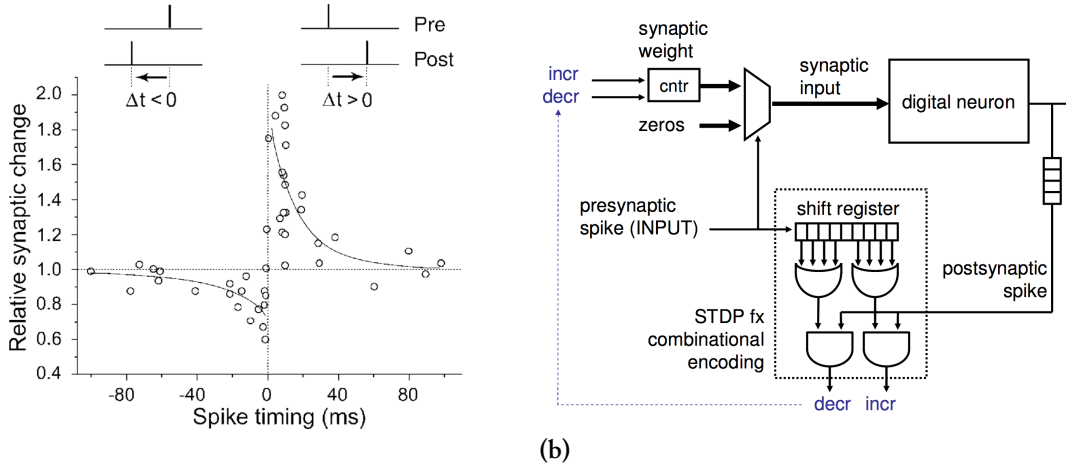 Pre
Post
Δt < 0
Δt > 0
Relative synaptic change
2.0
1.8
1.6
1.4
1.2
1.0
0.8
0.6
0.4
-80
-40
0
40
80
Spike timing (ms)
synaptic
weight
incr
decr
cntr
zeros
synaptic
input
digital neuron
presynaptic
spike (INPUT)
shift register
postsynaptic
spike
STDP fx
combinational
encoding
decr
incr
(b)